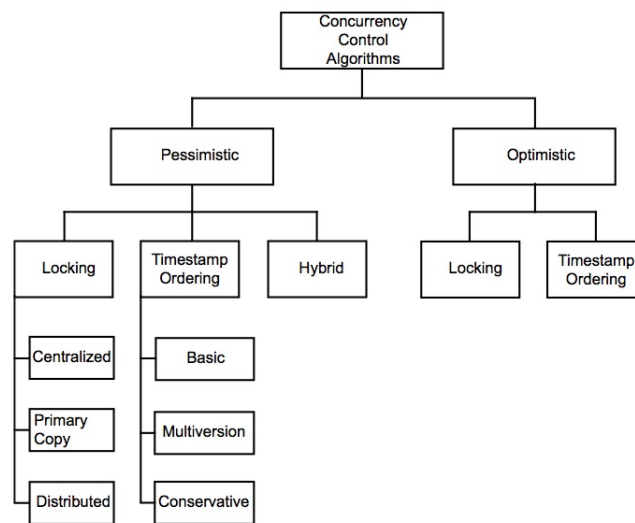 Concurrency
Control
Algorithms
Pessimistic
Optimistic
Locking
Timestamp
Ordering
Hybrid
Locking
Timestamp
Ordering
Centralized
Basic
Primary
Copy
Multiversion
Distributed
Conservative